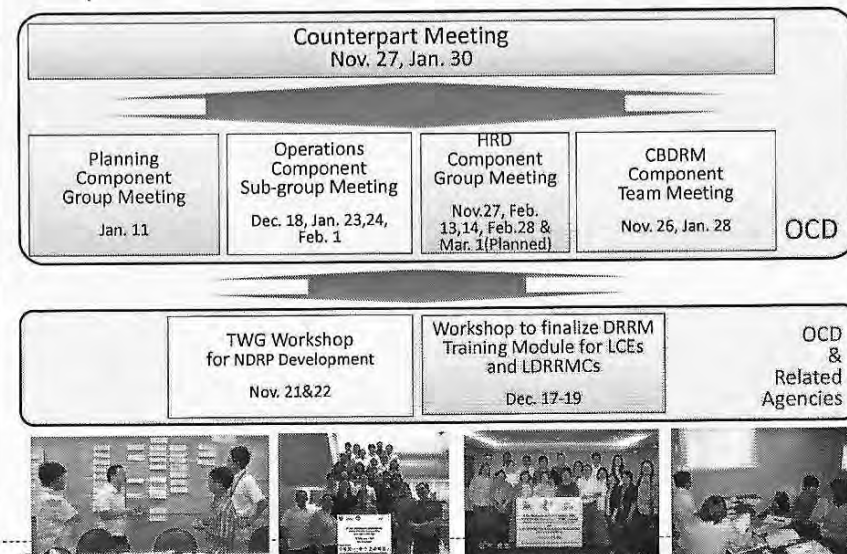 Counterpart Meeting
Nov. 27, Jan. 30
Planning
Component
Group Meeting
Jan. 11
Operations
Component
Sub-group Meeting
Dec. 18, Jan. 23,24,
Feb. 1
HRD
Component
Group Meeting
Nov.27, Feb.
13,14, Feb.28 &
Mar. 1(Planned)
CBDRM
Component
Team Meeting
Nov. 26, Jan. 28
OCD
TWG Workshop
for NDRP Development
Nov. 21&22
Workshop to finalize DRRM
Training Module for LCEs
and LDRRMCs
Dec. 17-19
OCD
&
Related
Agencies